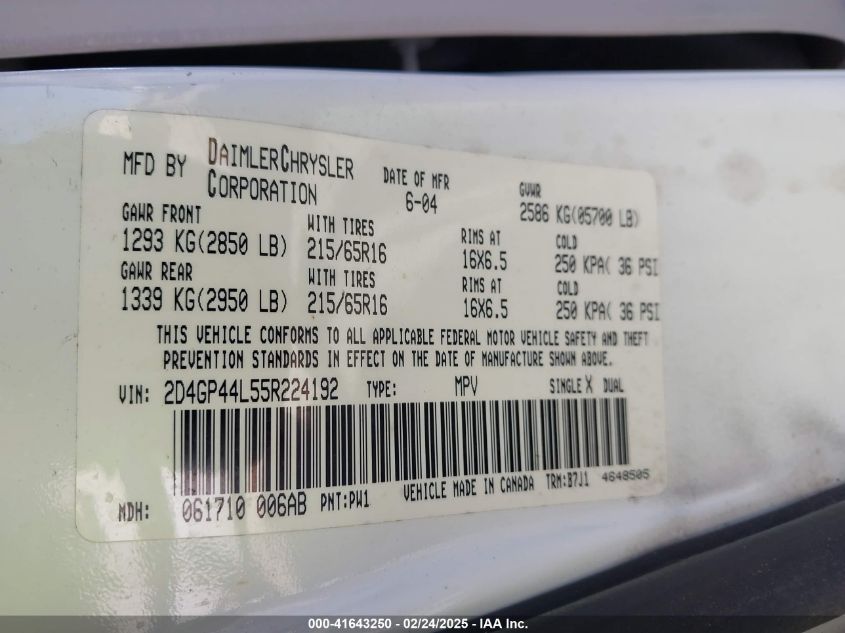 MFD BY DAIMLERCHRYSLER CORPORATION DATE OF MFR 6-04 GVWR 2586 KG(05700 LB)
GAWR FRONT WITH TIRES RIMS AT COLD
1293 KG(2850 LB) 215/65R16 16X6.5 250 KPA( 36 PSI
GAWR REAR WITH TIRES RIMS AT COLD
1339 KG(2950 LB) 215/65R16 16X6.5 250 KPA( 36 PSI
THIS VEHICLE CONFORMS TO ALL APPLICABLE FEDERAL MOTOR VEHICLE SAFETY AND THEFT
PREVENTION STANDARDS IN EFFECT ON THE DATE OF MANUFACTURE SHOWN ABOVE.
VIN: 2D4GP44L55R224192 TYPE: MPV SINGLE X DUAL
MDH: 061710 006AB PNT:PW1 VEHICLE MADE IN CANADA TRM:B7J1 4648505
000-41643250 - 02/24/2025 - IAA Inc.